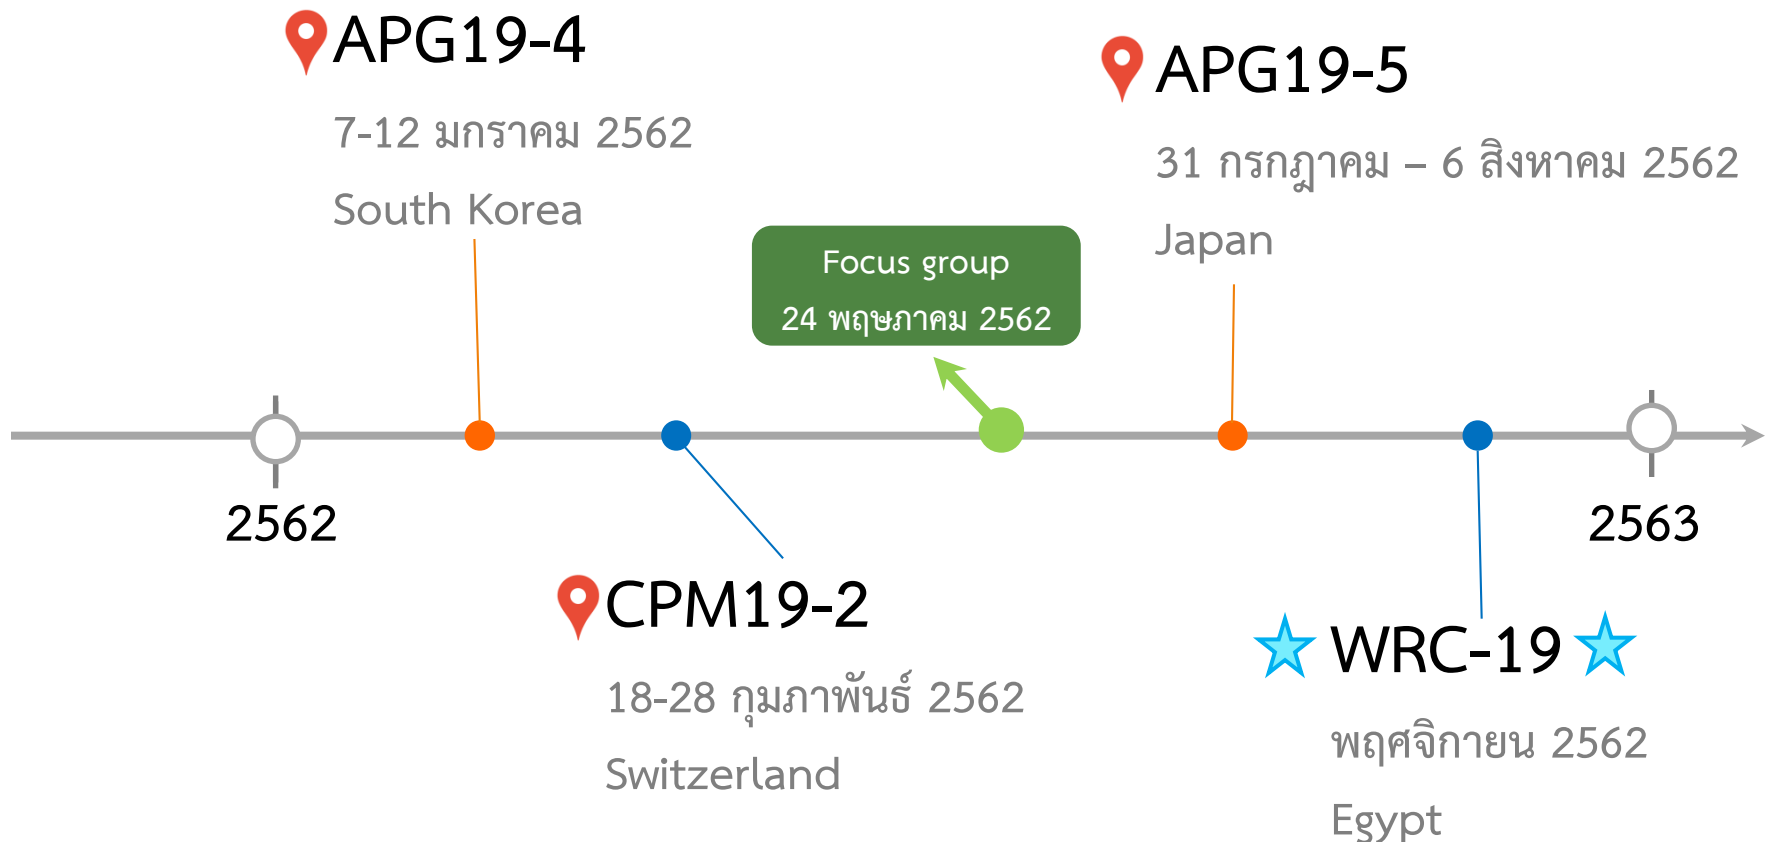 APG19-4
7-12 มกราคม 2562
South Korea
APG19-5
31 กรกฎาคม – 6 สิงหาคม 2562
Japan
Focus group
24 พฤษภาคม 2562
2562
2563
CPM19-2
18-28 กุมภาพันธ์ 2562
Switzerland
WRC-19
พฤศจิกายน 2562
Egypt